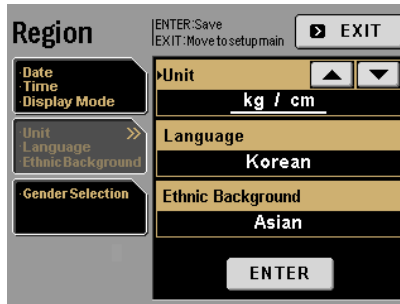 Region
ENTER:Save
EXIT:Move to setup main
EXIT
·Date
·Time
·Display Mode
·Unit
·Language
·Ethnic Background
·Gender Selection
Unit
kg / cm
Language
Korean
Ethnic Background
Asian
ENTER